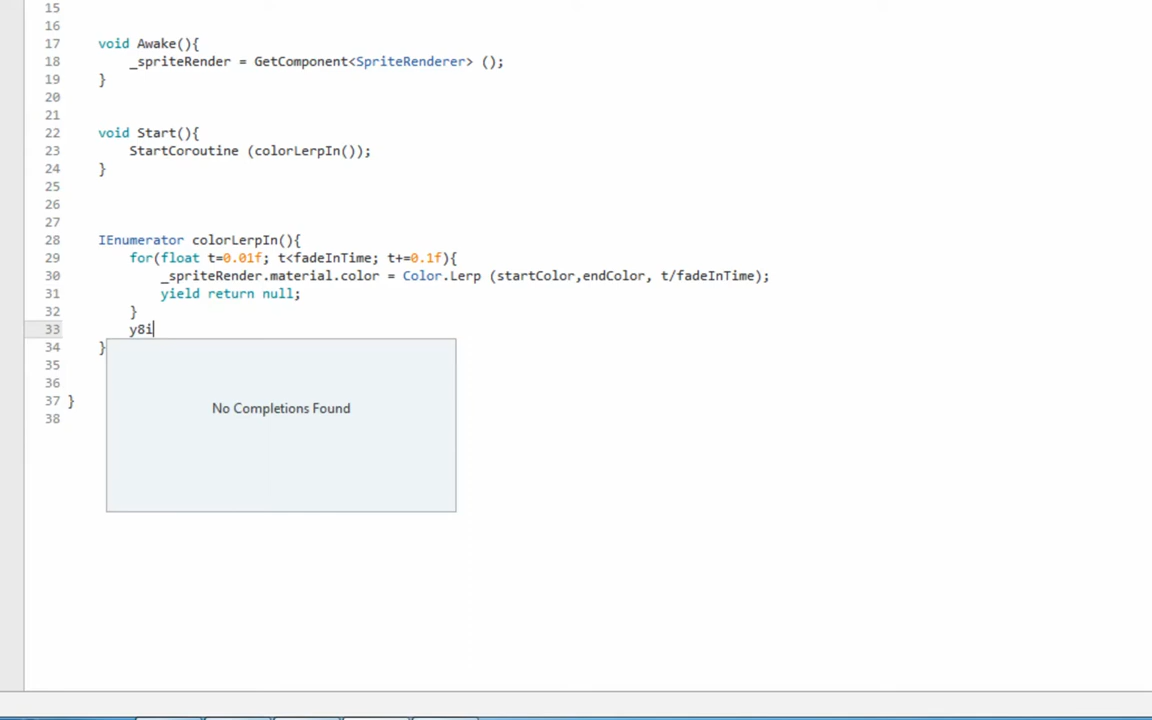 15
16
17 void Awake(){
18 _spriteRender = GetComponent<SpriteRenderer> ();
19 }
20
21
22 void Start(){
23 StartCoroutine (colorLerpIn());
24 }
25
26
27
28 IEnumerator colorLerpIn(){
29 for(float t=0.01f; t<fadeInTime; t+=0.1f){
30 _spriteRender.material.color = Color.Lerp (startColor,endColor, t/fadeInTime);
31 yield return null;
32 }
33 y8i
34 }
35
36
37 }
38
No Completions Found